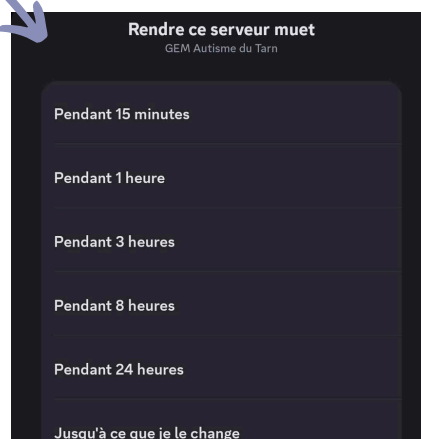 Rendre ce serveur muet
GEM Autisme du Tarn
Pendant 15 minutes
Pendant 1 heure
Pendant 3 heures
Pendant 8 heures
Pendant 24 heures
Jusqu'à ce que je le change